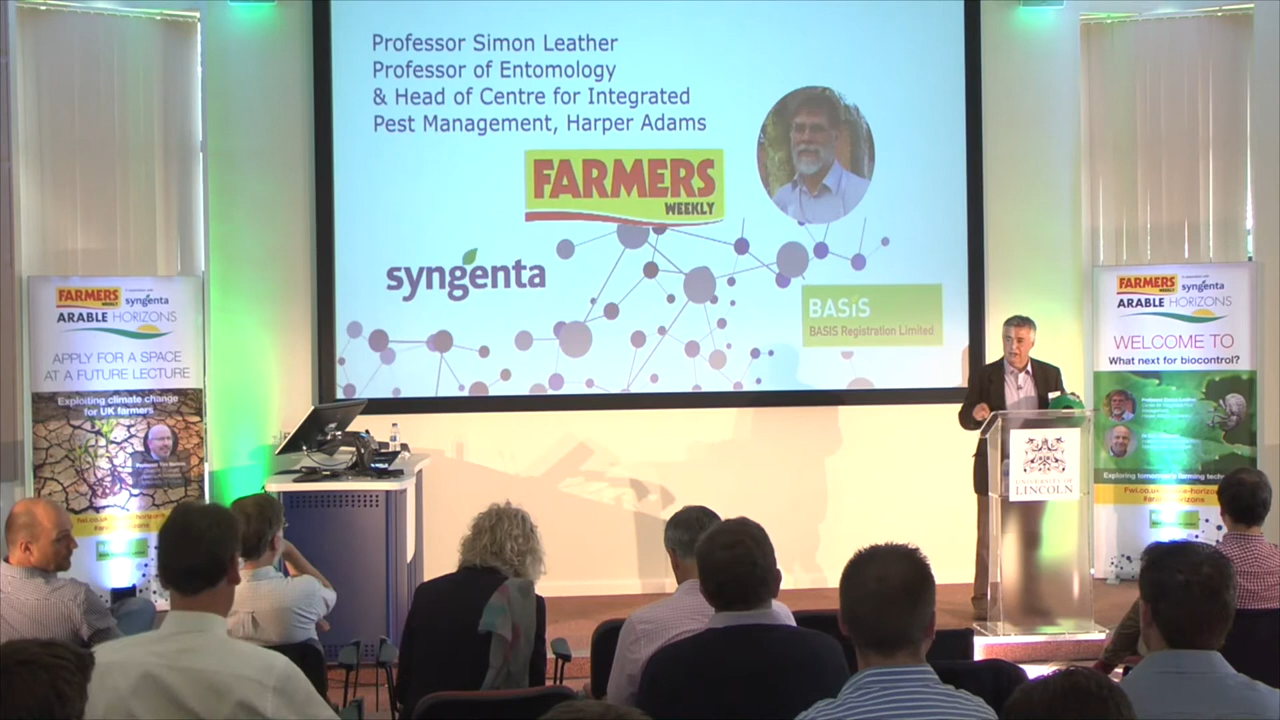 Professor Simon Leather
Professor of Entomology
& Head of Centre for Integrated
Pest Management, Harper Adams
FARMERS
WEEKLY
syngenta
BASIS
BASIS Registration Limited
FARMERS
WEEKLY
syngenta
ARABLE HORIZONS
APPLY FOR A SPACE
AT A FUTURE LECTURE
Exploiting climate change
for UK farmers
FARMERS
WEEKLY
syngenta
ARABLE HORIZONS
WELCOME TO
What next for biocontrol?
Exploring tomorrow's farming
UNIVERSITY OF
LINCOLN